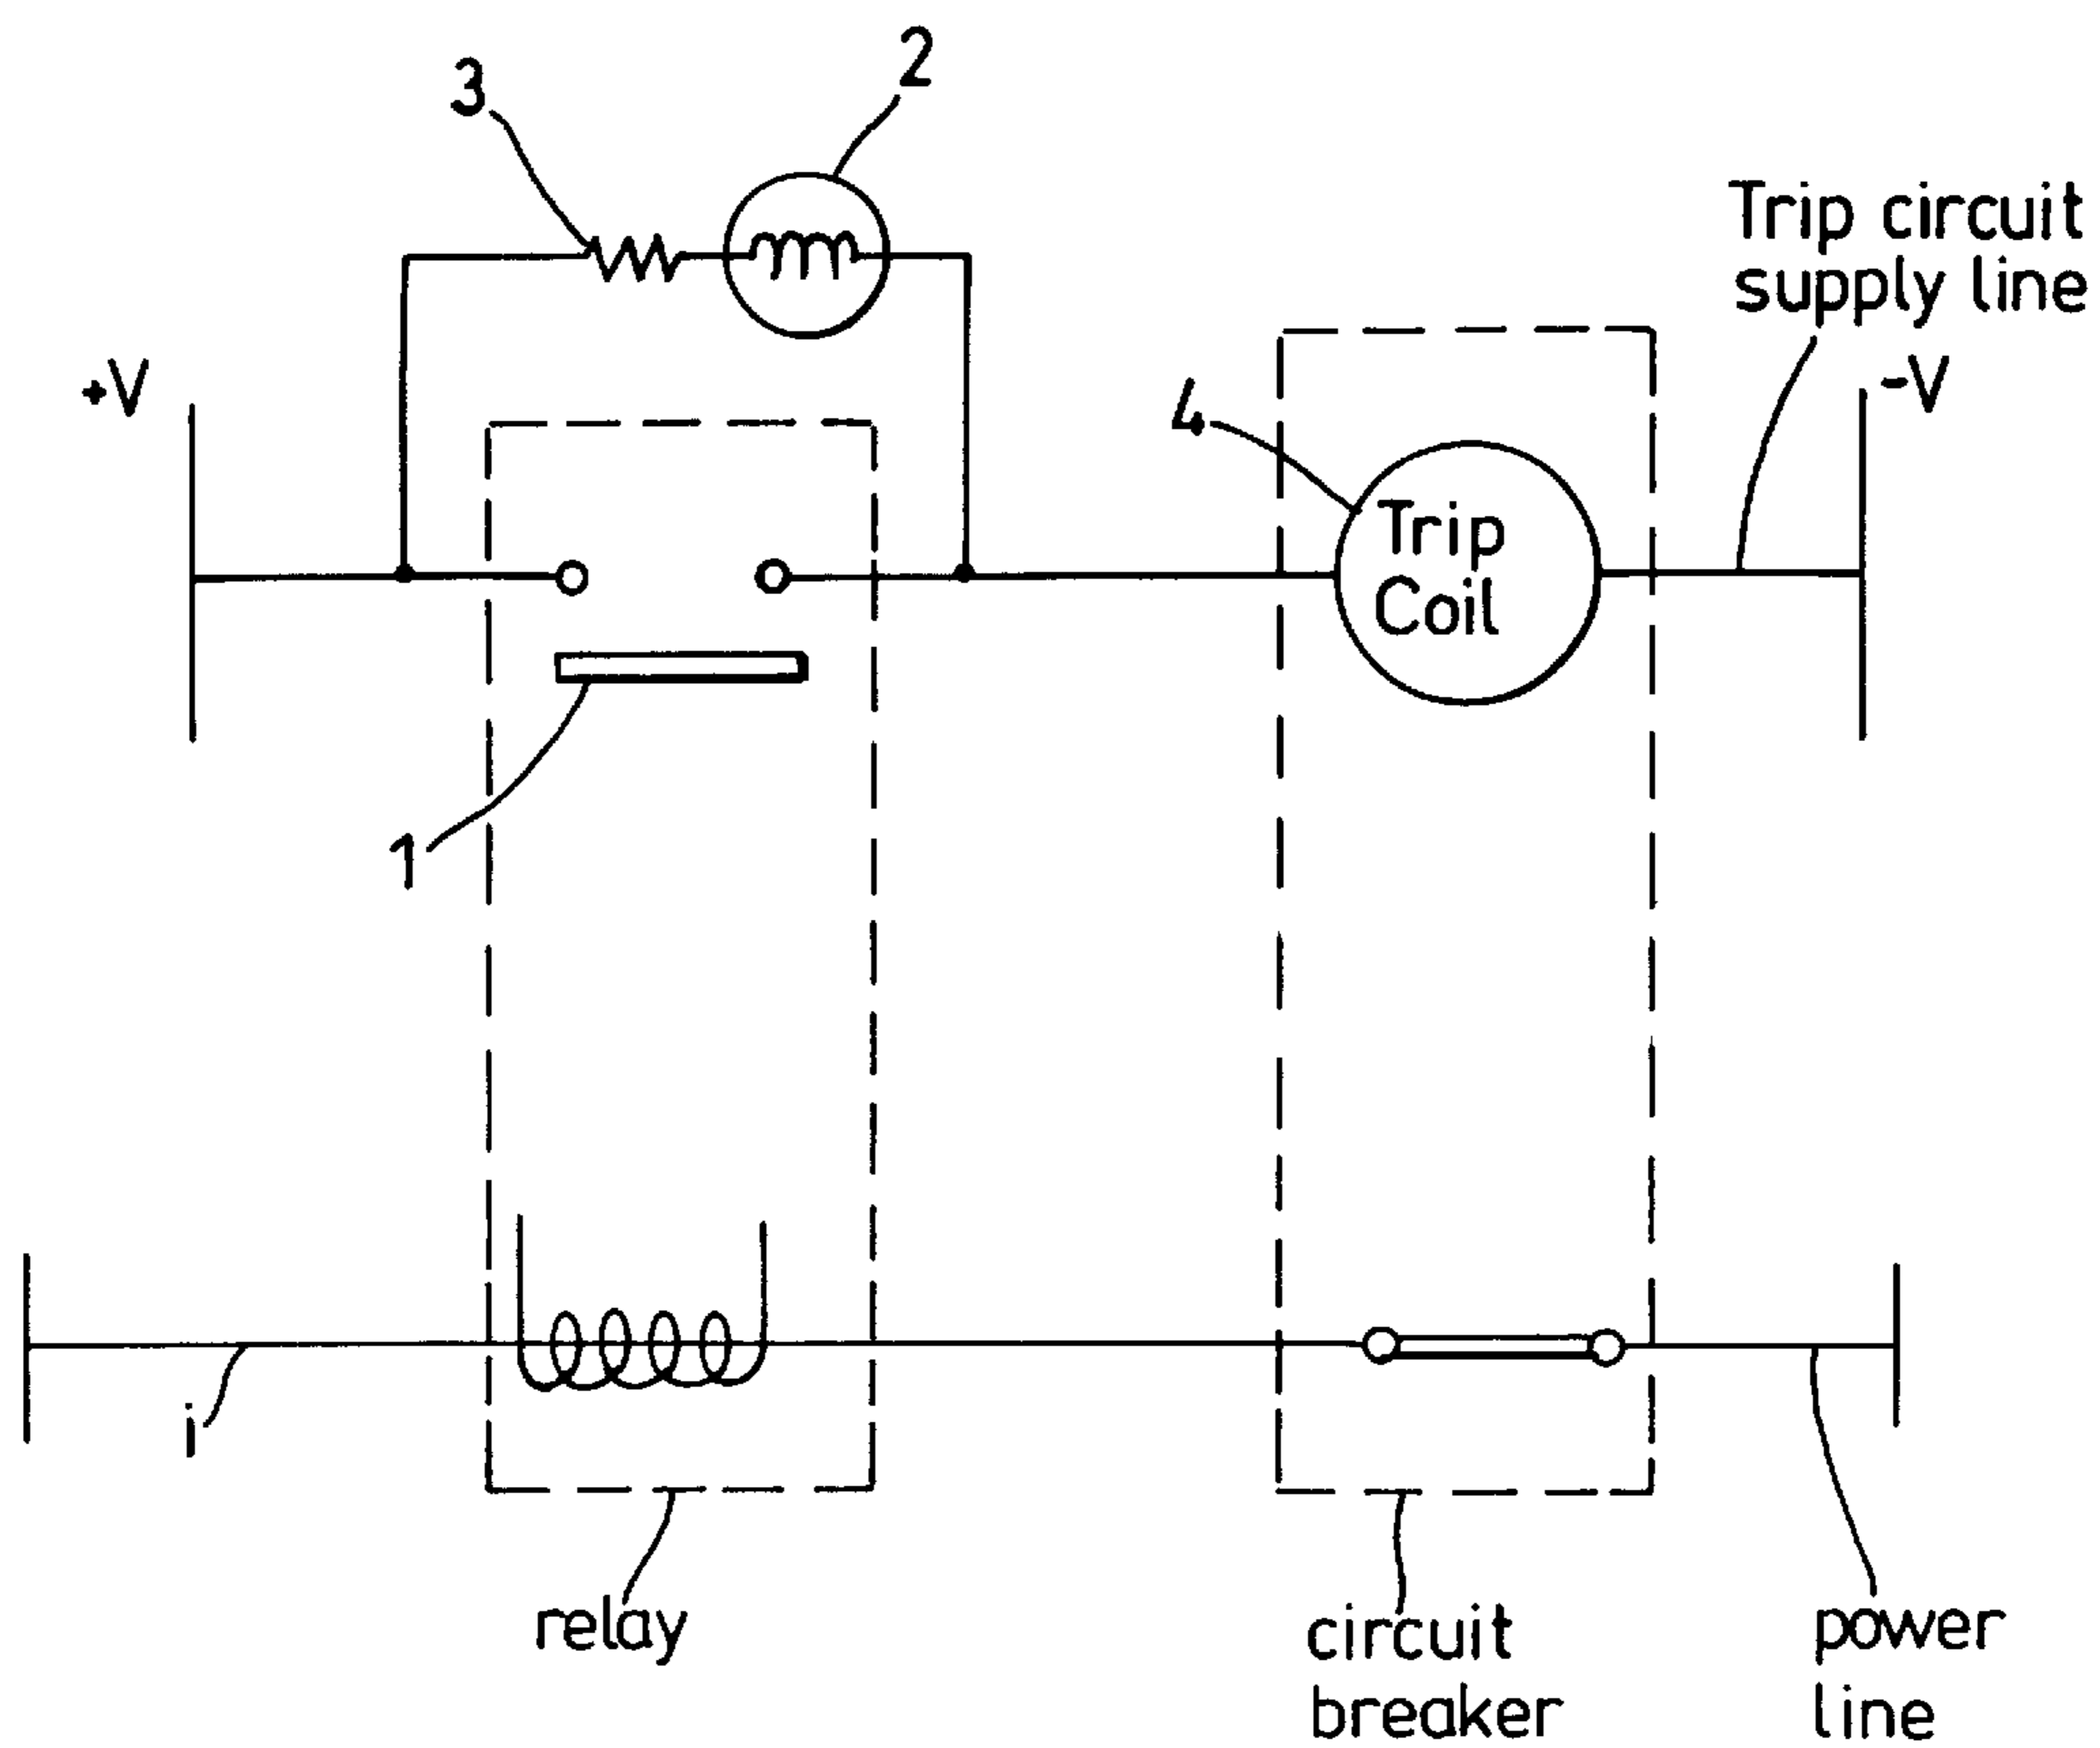 2
3
Trip circuit
supply line
+V
-V
4
Trip
Coil
1
i
relay
circuit
breaker
power
line